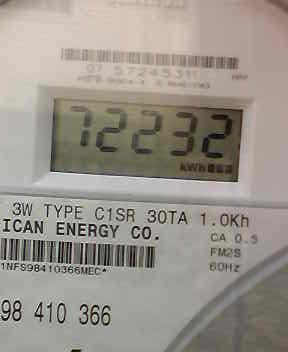 07 57245311
72232
kWh
3W TYPE C1SR 30TA 1.0Kh
ICAN ENERGY CO.
CA 0.5
FM2S
60Hz
1NFS98410366MEC*
98 410 366